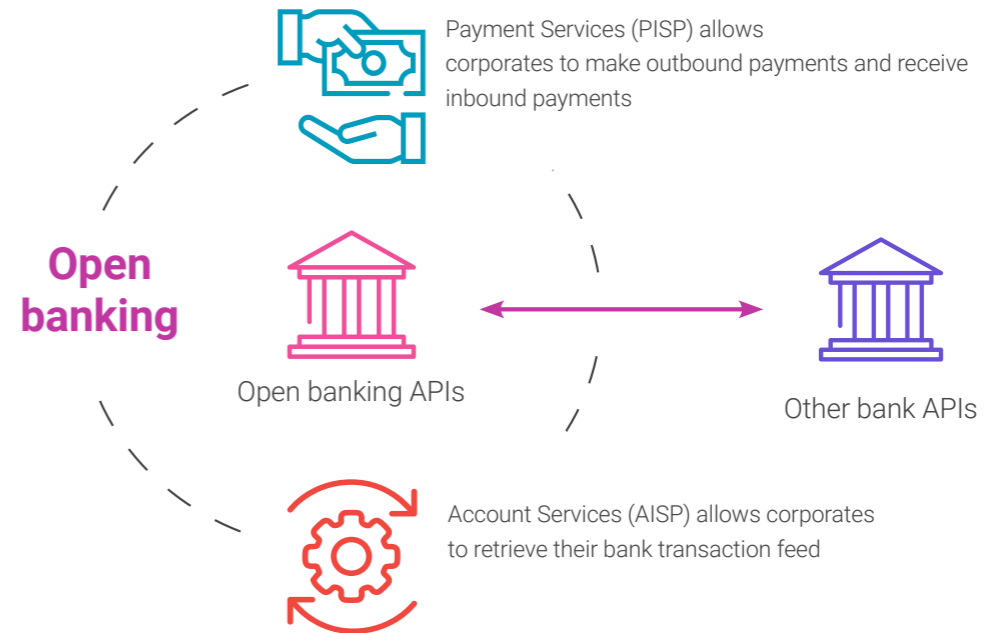 Payment Services (PISP) allows
corporates to make outbound payments and receive
inbound payments
Open
banking
Open banking APIs
Other bank APIs
Account Services (AISP) allows corporates
to retrieve their bank transaction feed